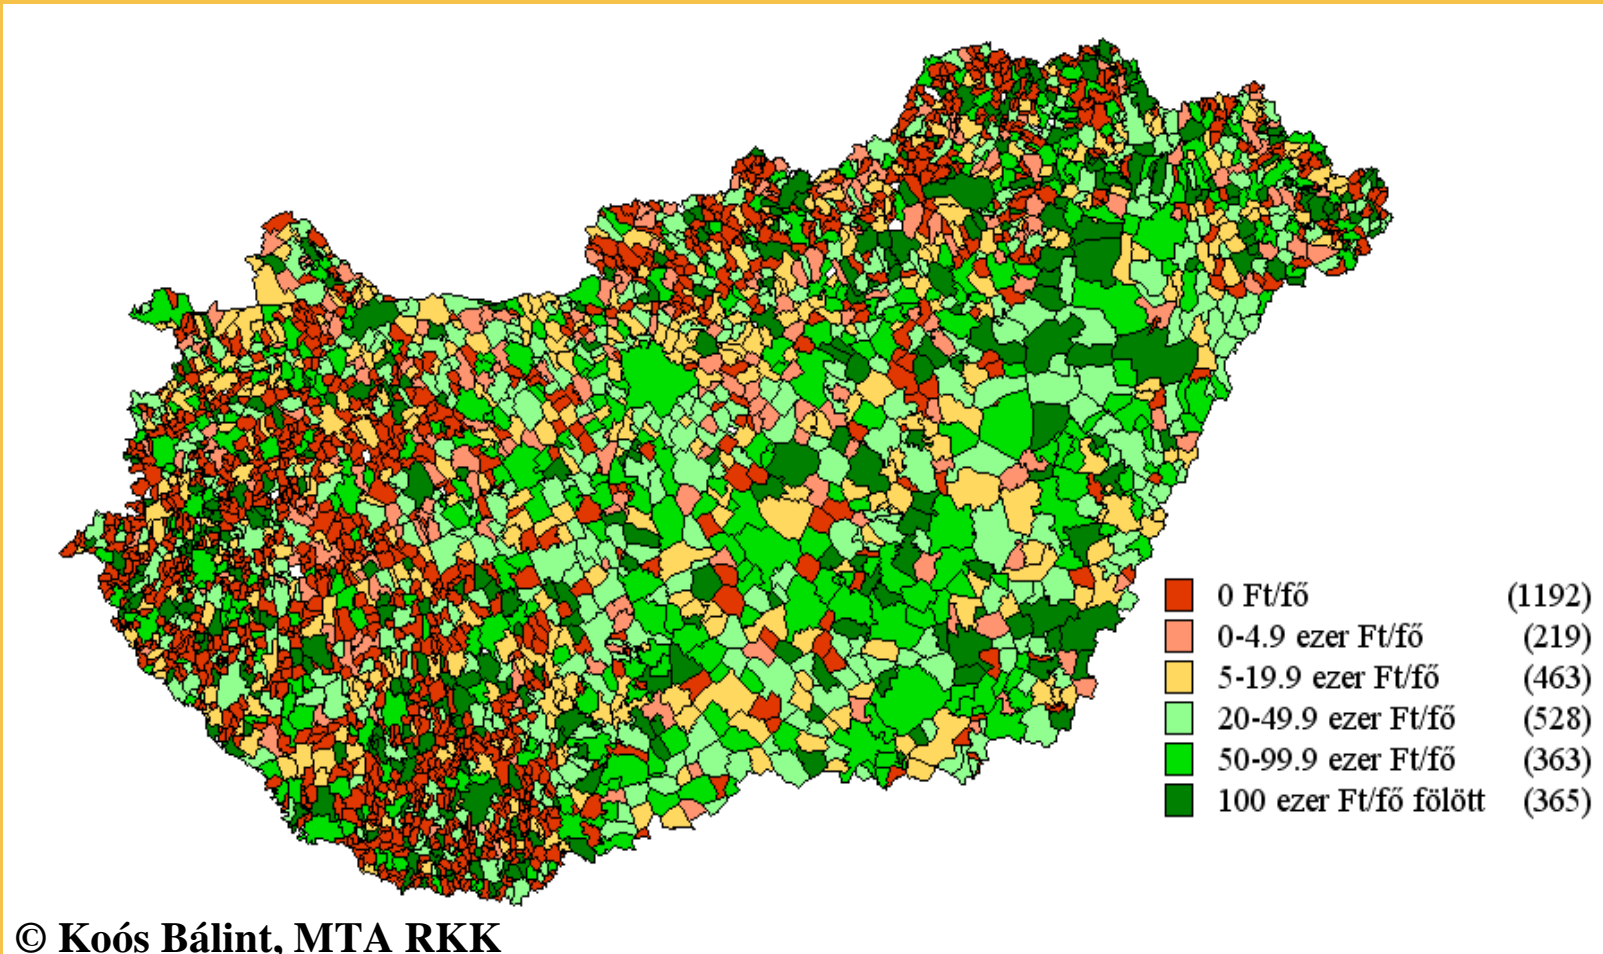 0 Ft/fő (1192)
0-4.9 ezer Ft/fő (219)
5-19.9 ezer Ft/fő (463)
20-49.9 ezer Ft/fő (528)
50-99.9 ezer Ft/fő (363)
100 ezer Ft/fő fölött (365)
© Koós Bálint, MTA RKK